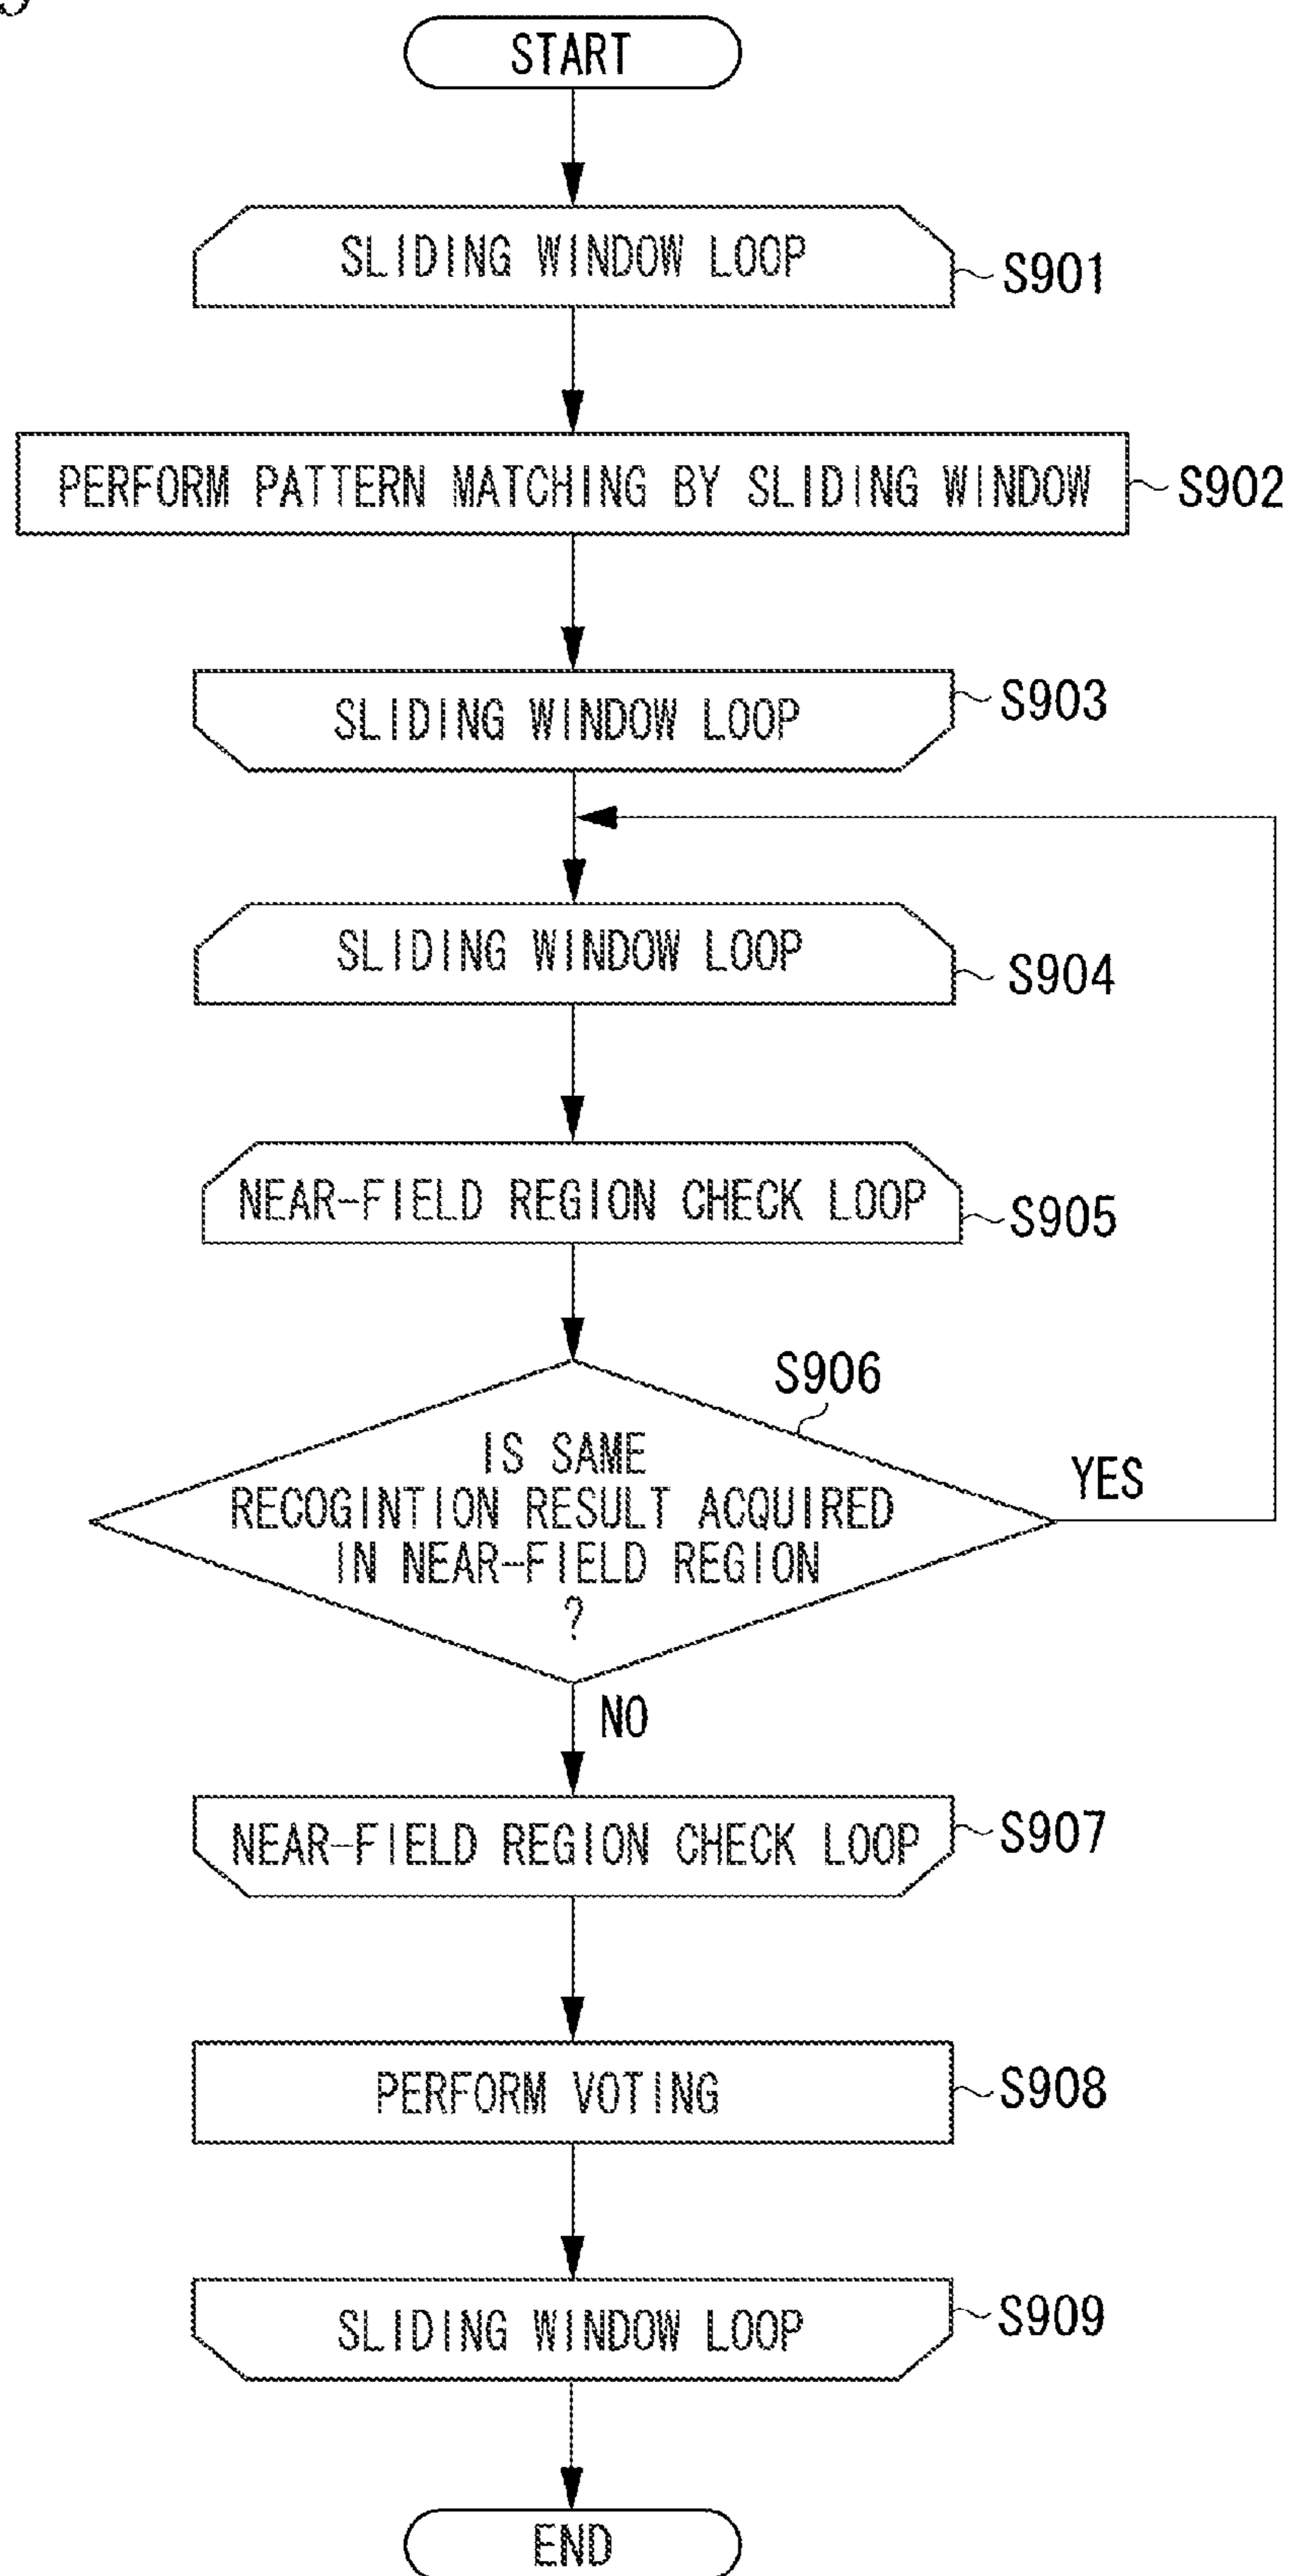 START
SLIDING WINDOW LOOP
S901
PERFORM PATTERN MATCHING BY SLIDING WINDOW
S902
SLIDING WINDOW LOOP
S903
SLIDING WINDOW LOOP
S904
NEAR-FIELD REGION CHECK LOOP
S905
S906
IS SAME
RECOGINTION RESULT ACQUIRED
IN NEAR-FIELD REGION
?
YES
NO
NEAR-FIELD REGION CHECK LOOP
S907
PERFORM VOTING
S908
SLIDING WINDOW LOOP
S909
END